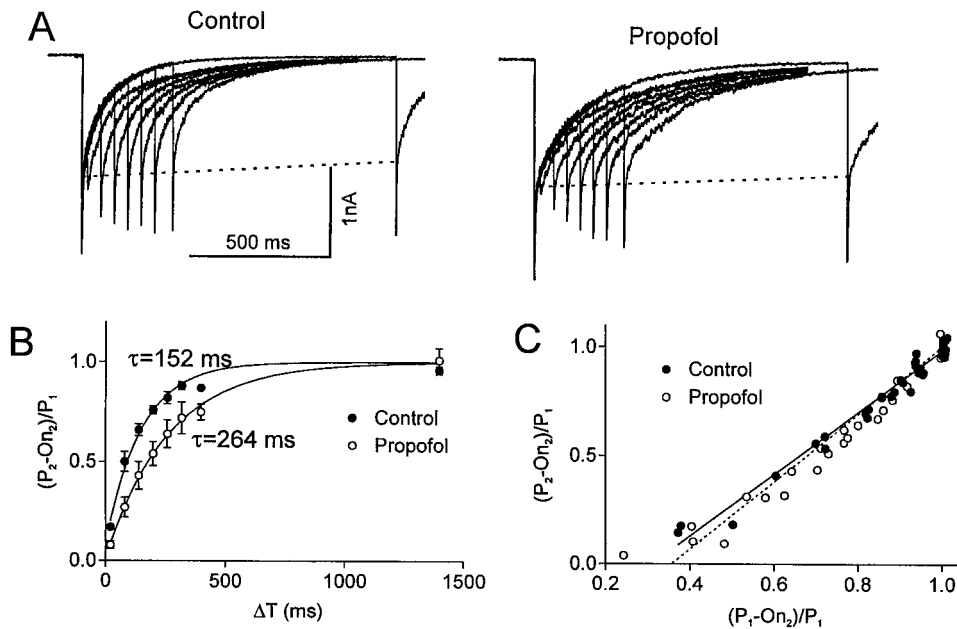 A
Control
Propofol
500 ms
1nA
B
τ=152 ms
τ=264 ms
Control
Propofol
1.0
0.5
0.0
0
500
1000
1500
(P₂-On₂)/P₁
ΔT (ms)
C
Control
Propofol
1.0
0.5
0.0
0.2
0.4
0.6
0.8
1.0
(P₂-On₂)/P₁
(P₁-On₂)/P₁